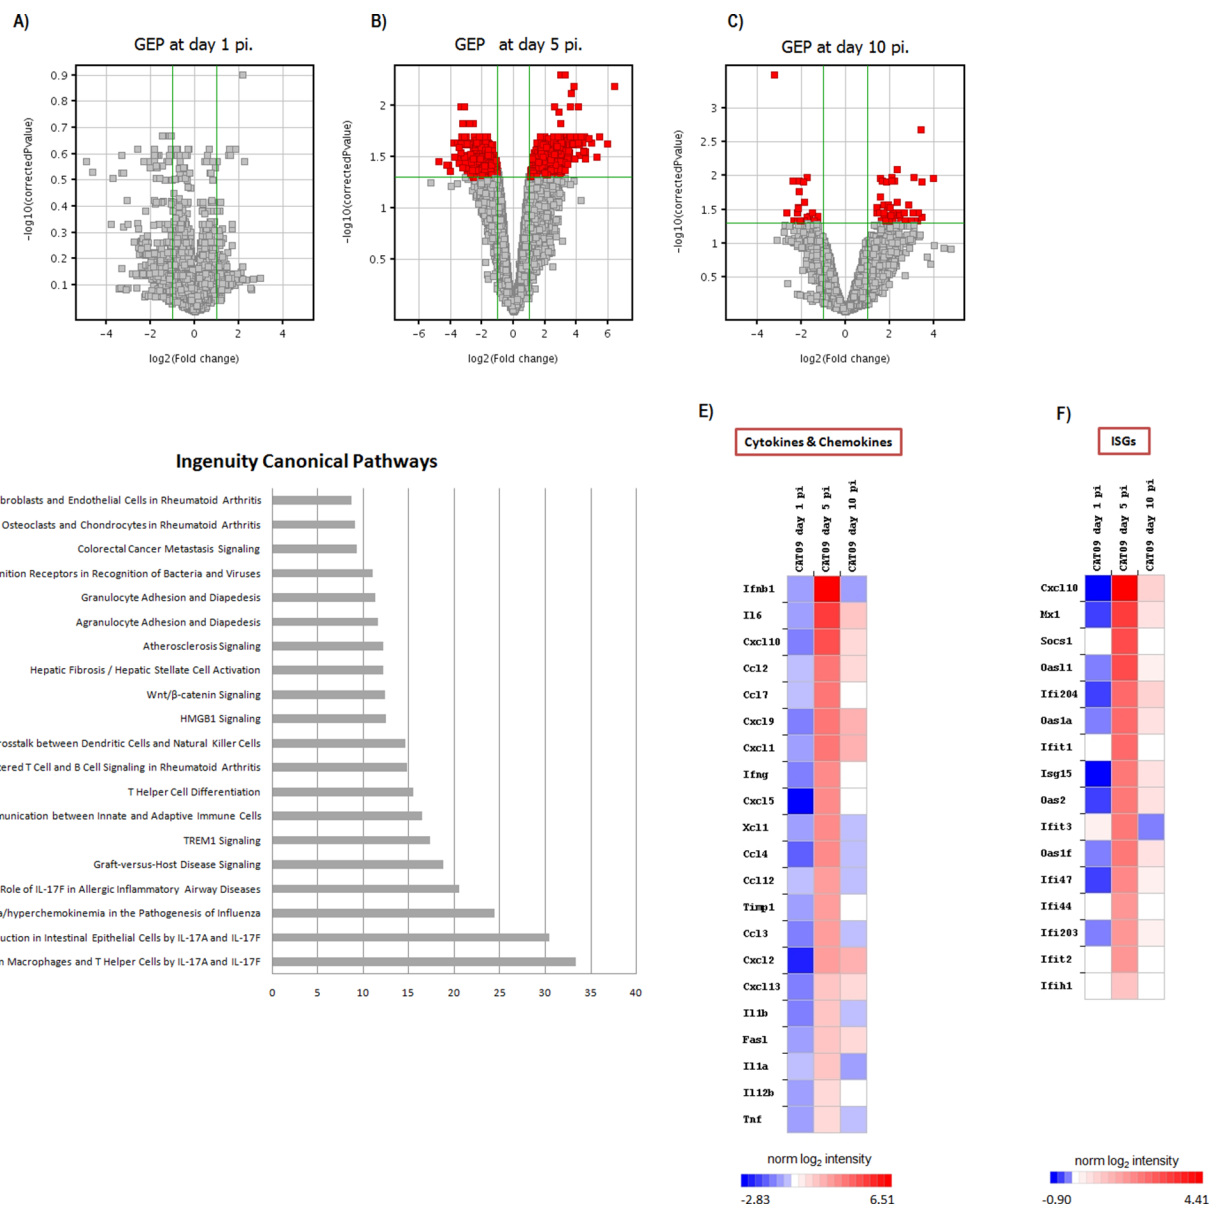 A)
GEP at day 1 pi.
−log10(correctedPvalue)
0.9
0.8
0.7
0.6
0.5
0.4
0.3
0.2
0.1
−4
−2
0
2
4
log2(Fold change)
B)
GEP at day 5 pi.
−log10(correctedPvalue)
2
1.5
1
0.5
−6
−4
−2
0
2
4
6
log2(Fold change)
C)
GEP at day 10 pi.
−log10(correctedPvalue)
3
2.5
2
1.5
1
0.5
−4
−2
0
2
4
log2(Fold change)
Ingenuity Canonical Pathways
broblasts and Endothelial Cells in Rheumatoid Arthritis
Osteoclasts and Chondrocytes in Rheumatoid Arthritis
Colorectal Cancer Metastasis Signaling
nition Receptors in Recognition of Bacteria and Viruses
Granulocyte Adhesion and Diapedesis
Agranulocyte Adhesion and Diapedesis
Atherosclerosis Signaling
Hepatic Fibrosis / Hepatic Stellate Cell Activation
Wnt/β-catenin Signaling
HMGB1 Signaling
rosstalk between Dendritic Cells and Natural Killer Cells
tered T Cell and B Cell Signaling in Rheumatoid Arthritis
T Helper Cell Differentiation
munication between Innate and Adaptive Immune Cells
TREM1 Signaling
Graft-versus-Host Disease Signaling
Role of IL-17F in Allergic Inflammatory Airway Diseases
a/hyperchemokinemia in the Pathogenesis of Influenza
uction in Intestinal Epithelial Cells by IL-17A and IL-17F
n Macrophages and T Helper Cells by IL-17A and IL-17F
0 5 10 15 20 25 30 35 40
E)
Cytokines & Chemokines
CAT09 day 1 pi
CAT09 day 5 pi
CAT09 day 10 pi
Ifnb1
Il6
Cxcl10
Ccl2
Ccl7
Cxcl9
Cxcl1
Ifng
Cxcl5
Xcl1
Ccl4
Ccl12
Timp1
Ccl3
Cxcl2
Cxcl13
Il1b
Fasl
Il1a
Il12b
Tnf
norm log2 intensity
-2.83 6.51
F)
ISGs
CAT09 day 1 pi
CAT09 day 5 pi
CAT09 day 10 pi
Cxcl10
Mx1
Socs1
Oasl1
Ifi204
Oas1a
Ifit1
Isg15
Oas2
Ifit3
Oas1f
Ifi47
Ifi44
Ifi203
Ifit2
Ifih1
norm log2 intensity
-0.90 4.41